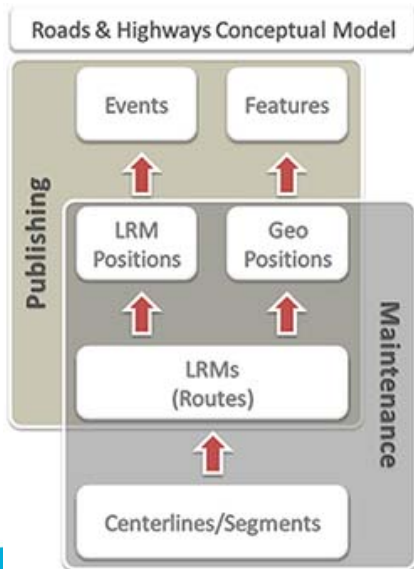 Roads & Highways Conceptual Model
Events
Features
Publishing
LRM
Positions
Geo
Positions
Maintenance
LRMs
(Routes)
Centerlines/Segments